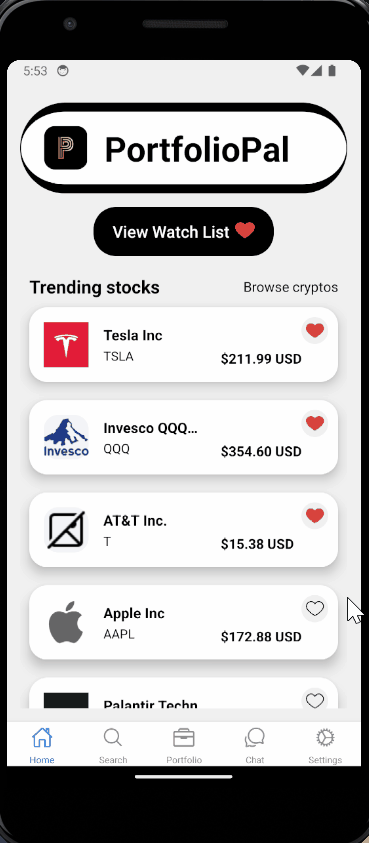 5:53
P
PortfolioPal
View Watch List
Trending stocks
Browse cryptos
Tesla Inc
TSLA
$211.99 USD
Invesco
Invesco QQQ...
QQQ
$354.60 USD
AT&T Inc.
T
$15.38 USD
Apple Inc
AAPL
$172.88 USD
Palantir Techn
Home
Search
Portfolio
Chat
Settings